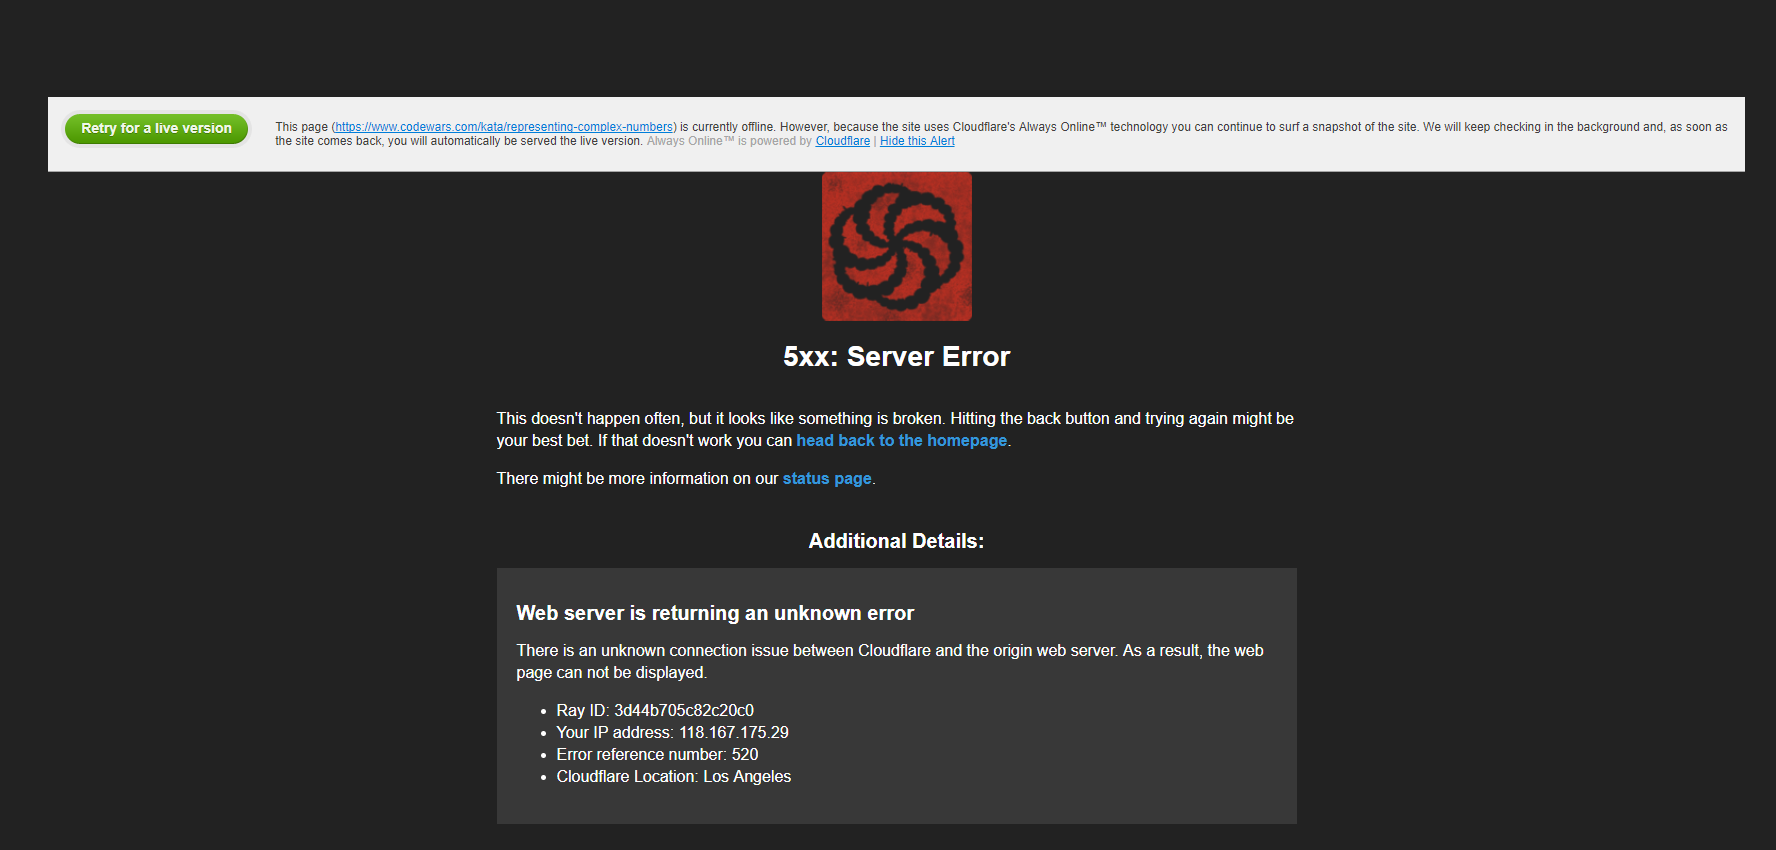 Retry for a live version
This page (https://www.codewars.com/kata/representing-complex-numbers) is currently offline. However, because the site uses Cloudflare's Always Online™ technology you can continue to surf a snapshot of the site. We will keep checking in the background and, as soon as
the site comes back, you will automatically be served the live version. Always Online™ is powered by Cloudflare | Hide this Alert
5xx: Server Error
This doesn't happen often, but it looks like something is broken. Hitting the back button and trying again might be
your best bet. If that doesn't work you can head back to the homepage.
There might be more information on our status page.
Additional Details:
Web server is returning an unknown error
There is an unknown connection issue between Cloudflare and the origin web server. As a result, the web
page can not be displayed.
• Ray ID: 3d44b705c82c20c0
• Your IP address: 118.167.175.29
• Error reference number: 520
• Cloudflare Location: Los Angeles